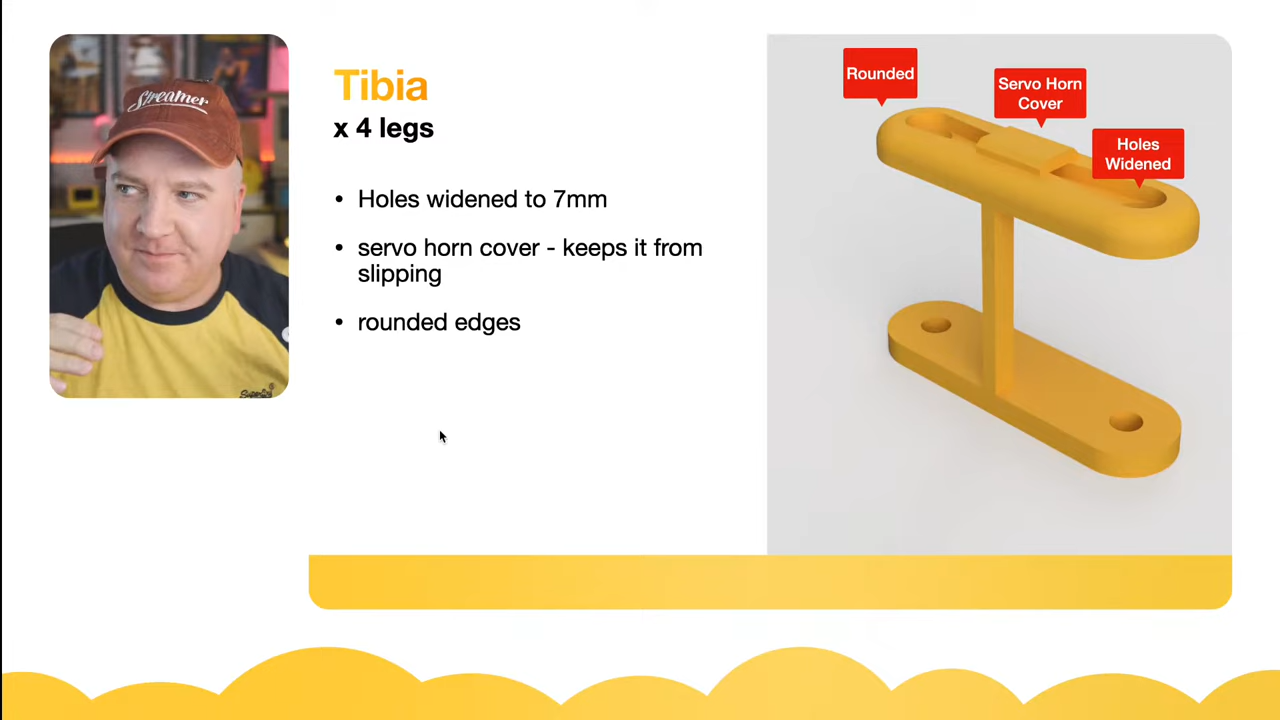 Streamer
Tibia
x 4 legs
• Holes widened to 7mm
• servo horn cover - keeps it from
slipping
• rounded edges
Rounded
Servo Horn
Cover
Holes
Widened